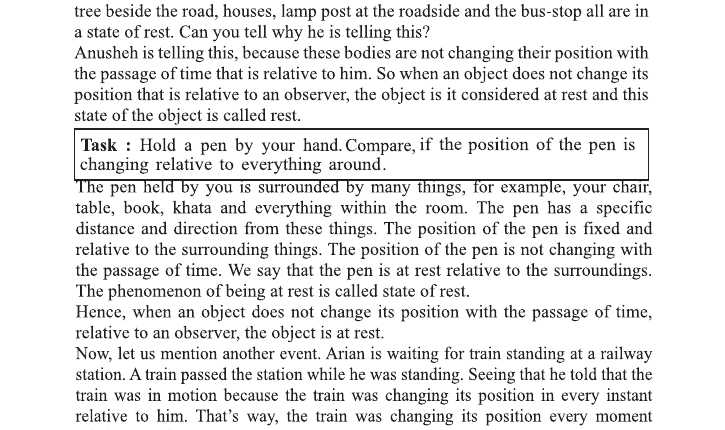 tree beside the road, houses, lamp post at the roadside and the bus-stop all are in
a state of rest. Can you tell why he is telling this?
Anusheh is telling this, because these bodies are not changing their position with
the passage of time that is relative to him. So when an object does not change its
position that is relative to an observer, the object is it considered at rest and this
state of the object is called rest.
Task : Hold a pen by your hand. Compare, if the position of the pen is
changing relative to everything around.
The pen held by you is surrounded by many things, for example, your chair,
table, book, khata and everything within the room. The pen has a specific
distance and direction from these things. The position of the pen is fixed and
relative to the surrounding things. The position of the pen is not changing with
the passage of time. We say that the pen is at rest relative to the surroundings.
The phenomenon of being at rest is called state of rest.
Hence, when an object does not change its position with the passage of time,
relative to an observer, the object is at rest.
Now, let us mention another event. Arian is waiting for train standing at a railway
station. A train passed the station while he was standing. Seeing that he told that the
train was in motion because the train was changing its position in every instant
relative to him. That’s way, the train was changing its position every moment